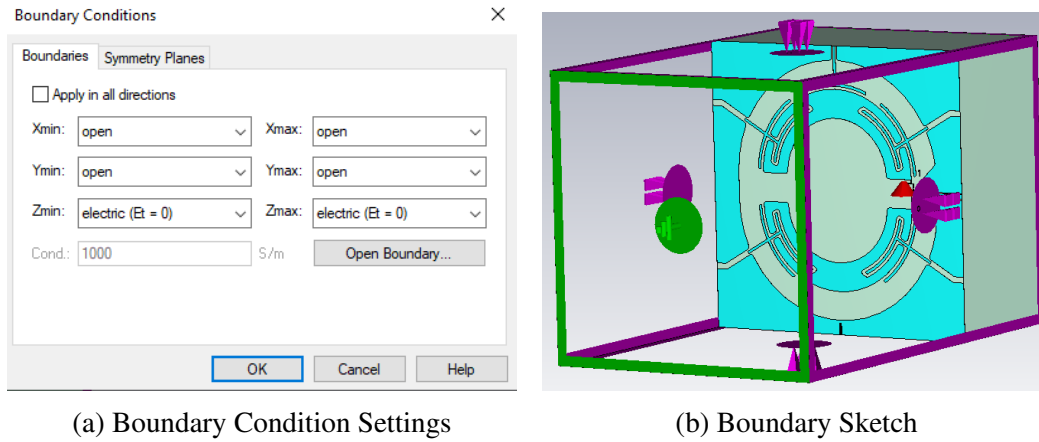 Boundary Conditions
Boundaries Symmetry Planes
Apply in all directions
Xmin: open Xmax: open
Ymin: open Ymax: open
Zmin: electric (Et = 0) Zmax: electric (Et = 0)
Cond.: 1000 S/m Open Boundary...
OK Cancel Help
1
(a) Boundary Condition Settings
(b) Boundary Sketch